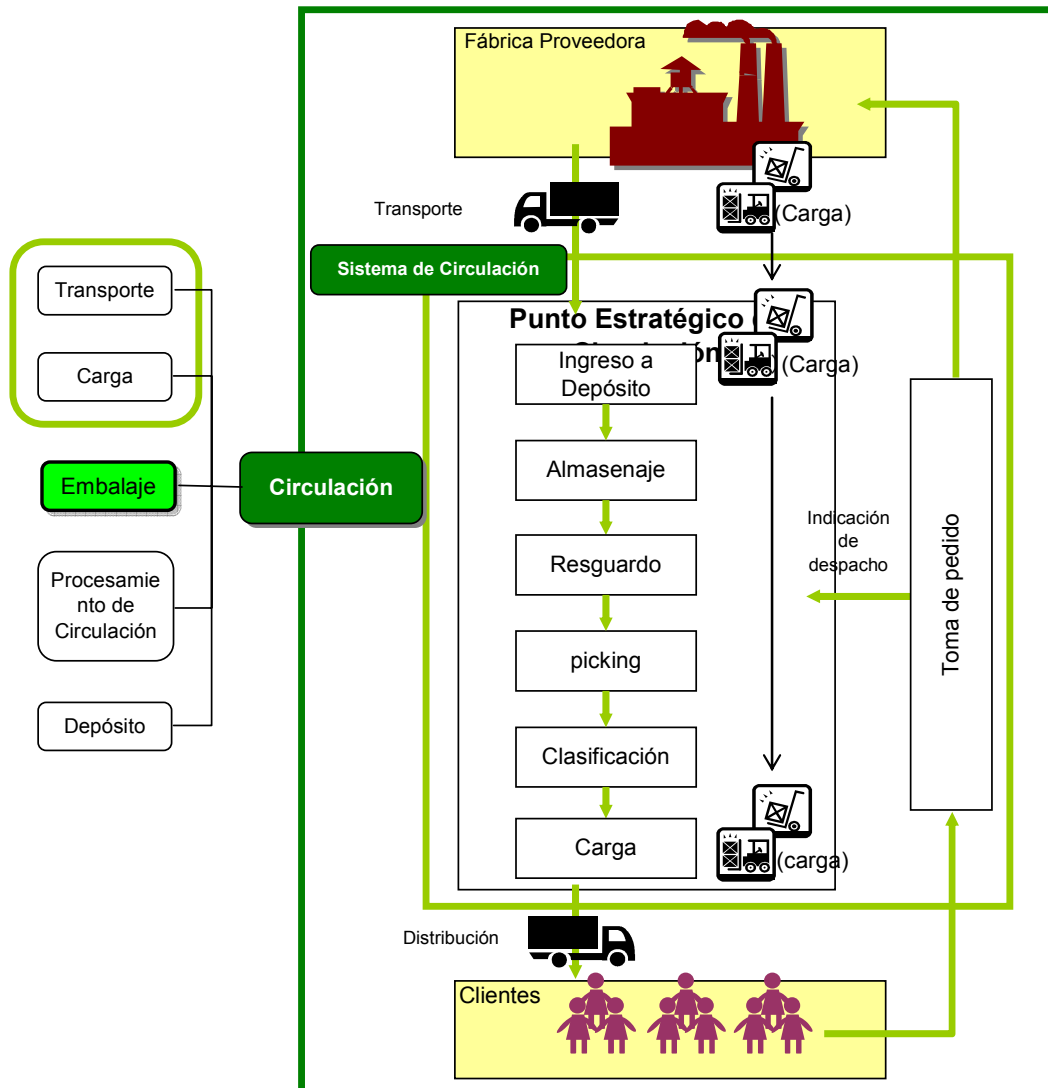 Fábrica Proveedora
Transporte
(Carga)
Sistema de Circulación
Transporte
Carga
Embalaje
Circulación
Procesamie
nto de
Circulación
Depósito
Punto Estratégico
(Carga)
Ingreso a
Depósito
Almasenaje
Resguardo
picking
Clasificación
Carga
(carga)
Indicación
de
despacho
Toma de pedido
Distribución
Clientes